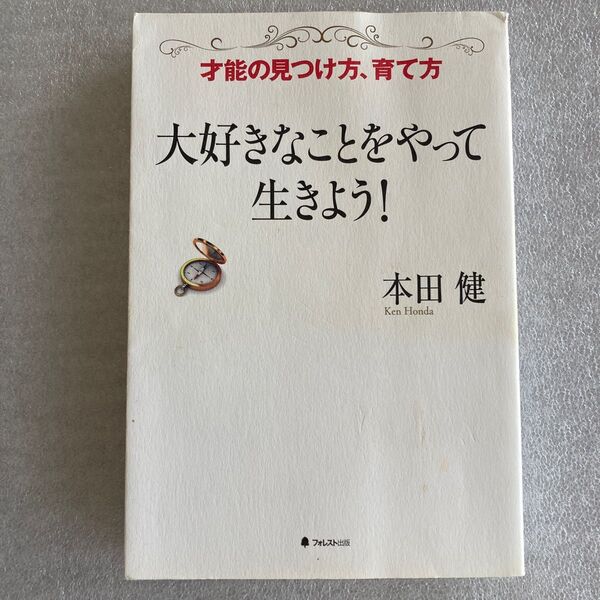 才能の見つけ方、育て方
大好きなことをやって
生きよう!
本田 健
Ken Honda
フォレスト出版